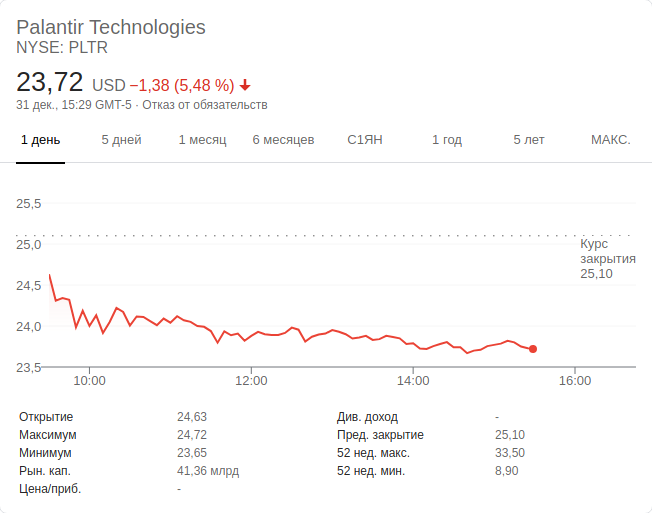 Palantir Technologies
NYSE: PLTR
23,72 USD −1,38 (5,48 %)
31 дек., 15:29 GMT-5 · Отказ от обязательств
1 день 5 дней 1 месяц 6 месяцев С1ЯН 1 год 5 лет МАКС.
25,5
25,0
24,5
24,0
23,5
Курс
закрытия
25,10
10:00 12:00 14:00 16:00
Открытие 24,63
Максимум 24,72
Минимум 23,65
Рын. кап. 41,36 млрд
Цена/приб. -
Див. доход -
Пред. закрытие 25,10
52 нед. макс. 33,50
52 нед. мин. 8,90